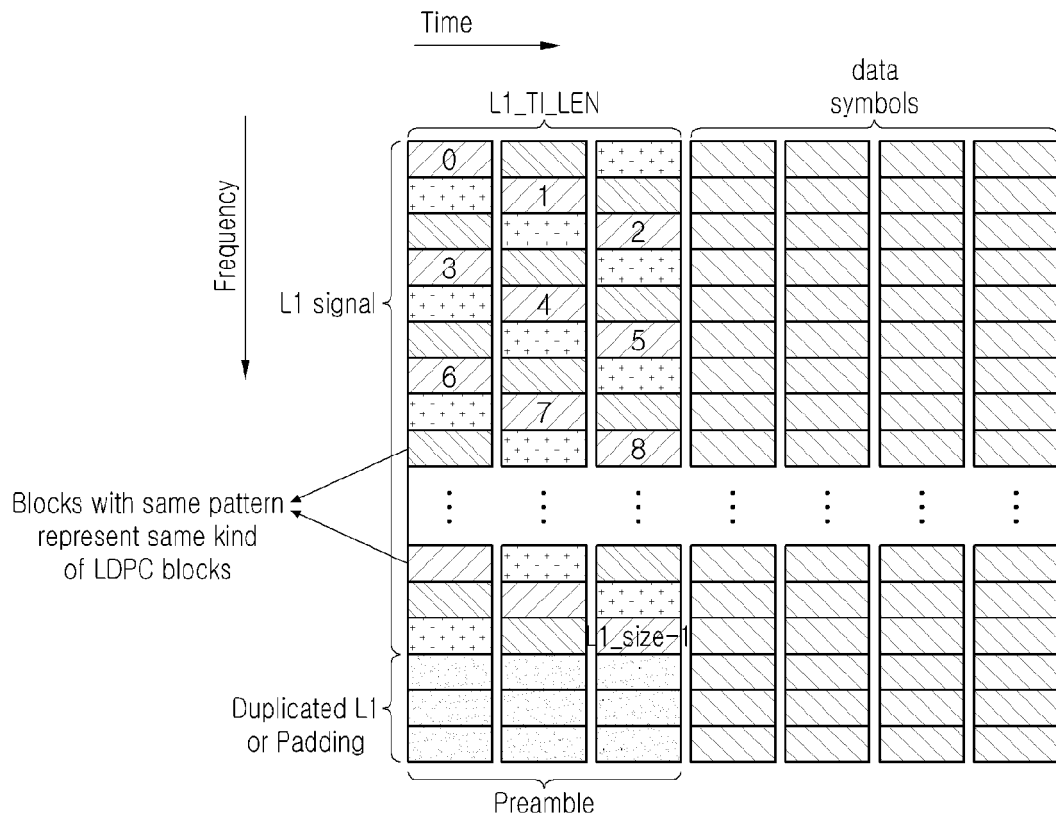 Time
L1_TI_LEN
data
symbols
Frequency
L1 signal
0
1
2
3
4
5
6
7
8
Blocks with same pattern
represent same kind
of LDPC blocks
L1_size-1
Duplicated L1
or Padding
Preamble